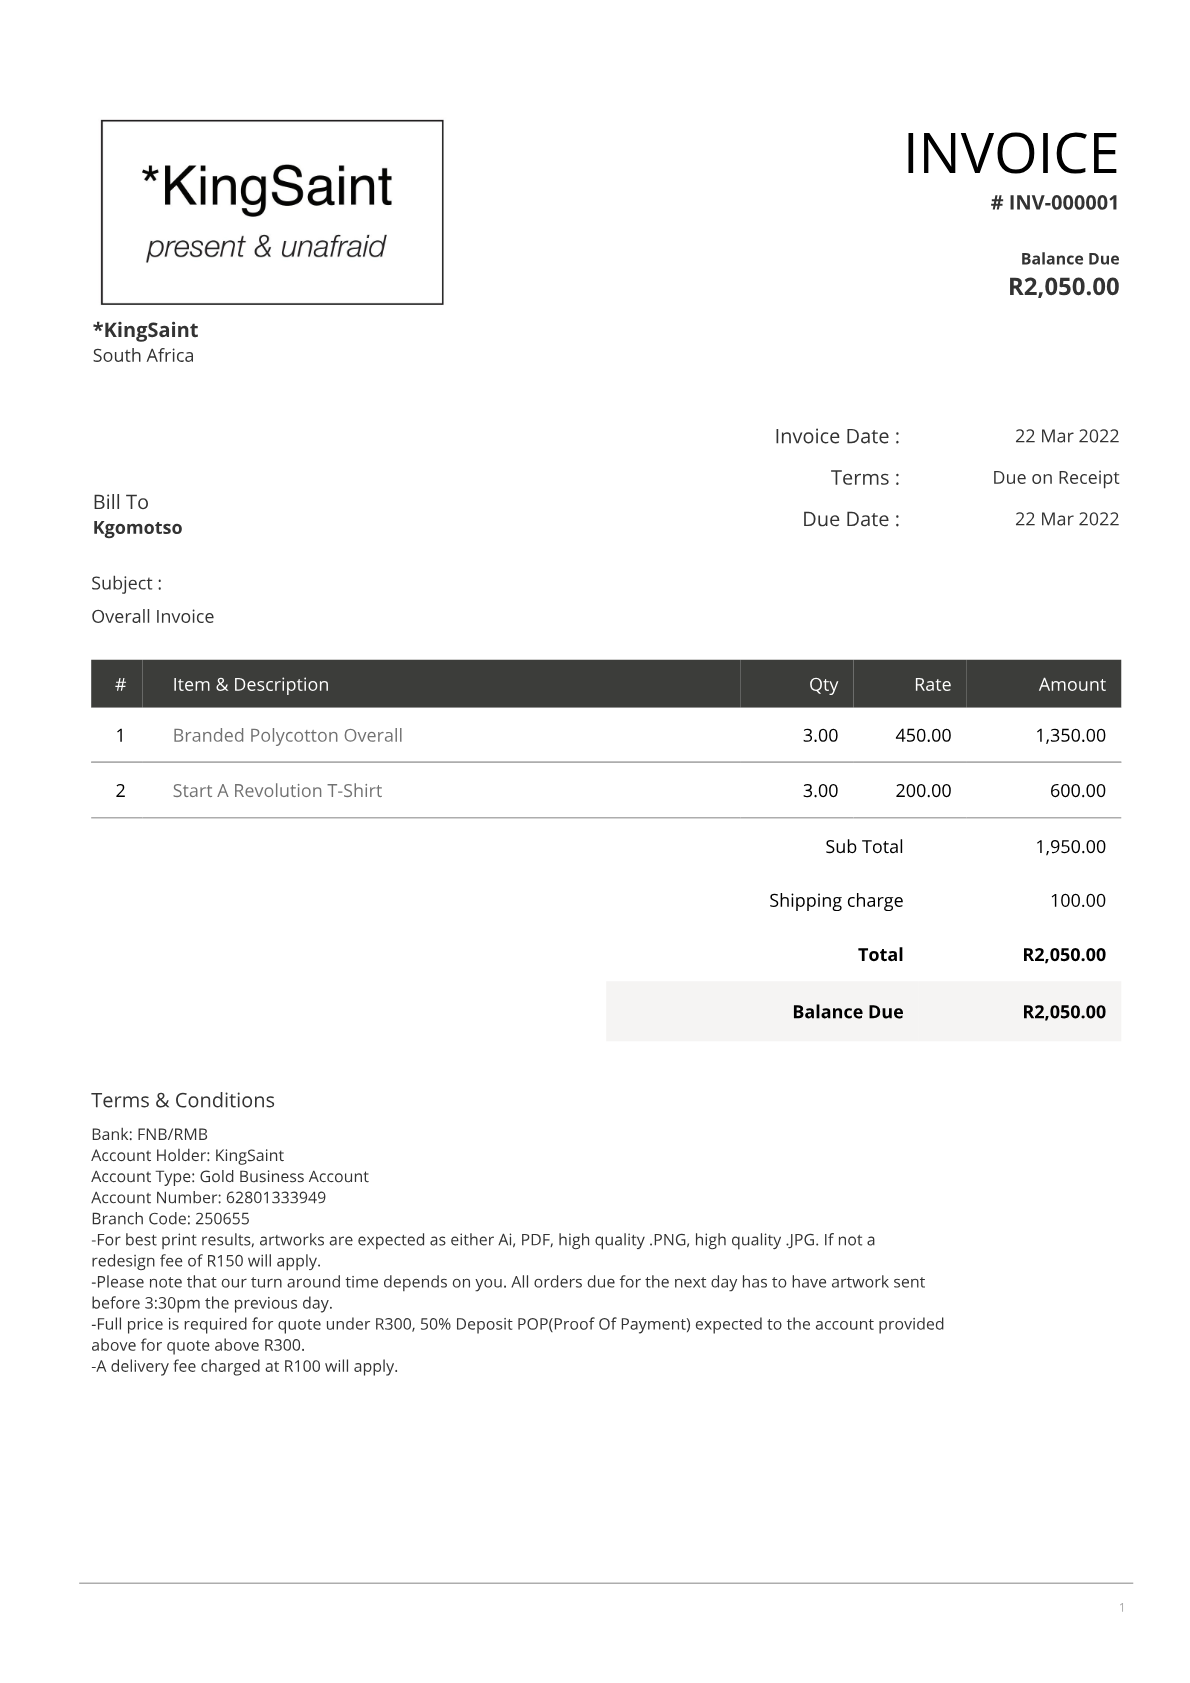 *KingSaint
present & unafraid
INVOICE
# INV-000001
Balance Due
R2,050.00
*KingSaint
South Africa
Invoice Date : 22 Mar 2022
Terms : Due on Receipt
Due Date : 22 Mar 2022
Bill To
Kgomotso
Subject :
Overall Invoice
# Item & Description Qty Rate Amount
1 Branded Polycotton Overall 3.00 450.00 1,350.00
2 Start A Revolution T-Shirt 3.00 200.00 600.00
Sub Total 1,950.00
Shipping charge 100.00
Total R2,050.00
Balance Due R2,050.00
Terms & Conditions
Bank: FNB/RMB
Account Holder: KingSaint
Account Type: Gold Business Account
Account Number: 62801333949
Branch Code: 250655
-For best print results, artworks are expected as either Ai, PDF, high quality .PNG, high quality .JPG. If not a
redesign fee of R150 will apply.
-Please note that our turn around time depends on you. All orders due for the next day has to have artwork sent
before 3:30pm the previous day.
-Full price is required for quote under R300, 50% Deposit POP(Proof Of Payment) expected to the account provided
above for quote above R300.
-A delivery fee charged at R100 will apply.
1